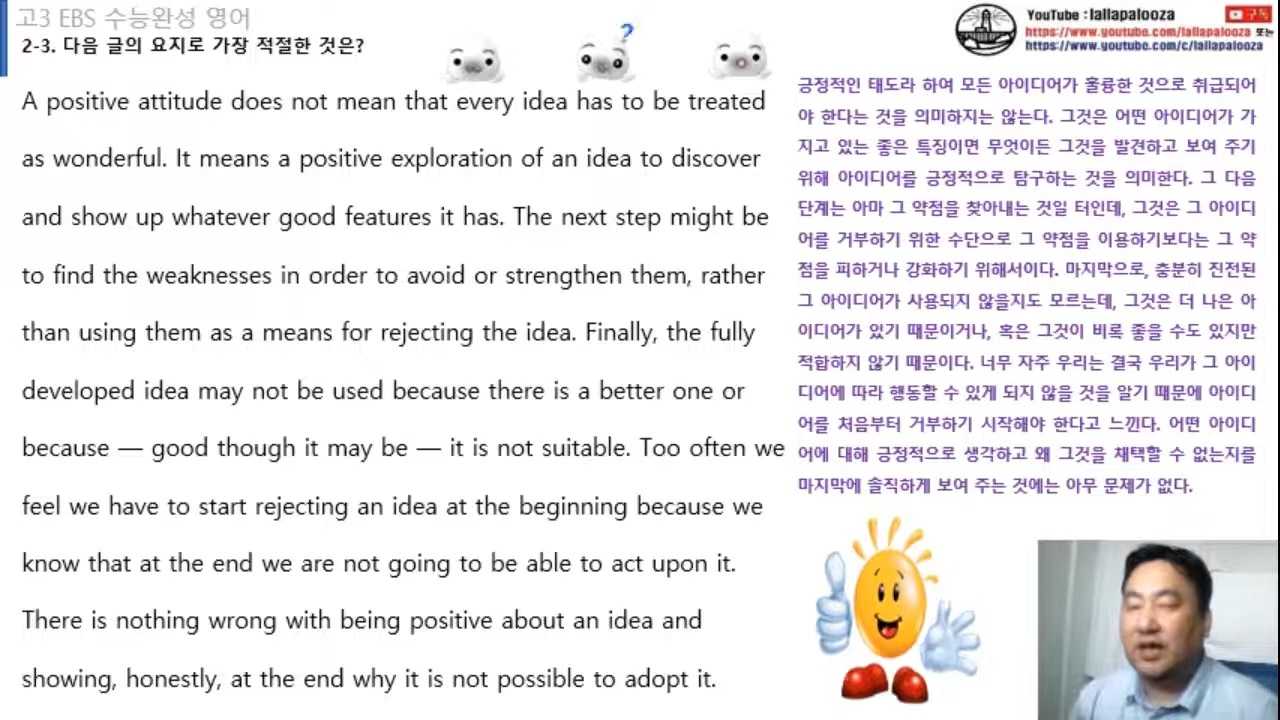 고3 EBS 수능완성 영어
2-3. 다음 글의 요지로 가장 적절한 것은?
?
YouTube : lallapalooza
구독
https://www.youtube.com/lallapalooza 또는
https://www.youtube.com/c/lallapalooza
A positive attitude does not mean that every idea has to be treated
as wonderful. It means a positive exploration of an idea to discover
and show up whatever good features it has. The next step might be
to find the weaknesses in order to avoid or strengthen them, rather
than using them as a means for rejecting the idea. Finally, the fully
developed idea may not be used because there is a better one or
because — good though it may be — it is not suitable. Too often we
feel we have to start rejecting an idea at the beginning because we
know that at the end we are not going to be able to act upon it.
There is nothing wrong with being positive about an idea and
showing, honestly, at the end why it is not possible to adopt it.
긍정적인 태도라 하여 모든 아이디어가 훌륭한 것으로 취급되어
야 한다는 것을 의미하지는 않는다. 그것은 어떤 아이디어가 가
지고 있는 좋은 특징이면 무엇이든 그것을 발견하고 보여 주기
위해 아이디어를 긍정적으로 탐구하는 것을 의미한다. 그 다음
단계는 아마 그 약점을 찾아내는 것일 터인데, 그것은 그 아이디
어를 거부하기 위한 수단으로 그 약점을 이용하기보다는 그 약
점을 피하거나 강화하기 위해서이다. 마지막으로, 충분히 진전된
그 아이디어가 사용되지 않을지도 모르는데, 그것은 더 나은 아
이디어가 있기 때문이거나, 혹은 그것이 비록 좋을 수도 있지만
적합하지 않기 때문이다. 너무 자주 우리는 결국 우리가 그 아이
디어에 따라 행동할 수 있게 되지 않을 것을 알기 때문에 아이디
어를 처음부터 거부하기 시작해야 한다고 느낀다. 어떤 아이디
어에 대해 긍정적으로 생각하고 왜 그것을 채택할 수 없는지를
마지막에 솔직하게 보여 주는 것에는 아무 문제가 없다.